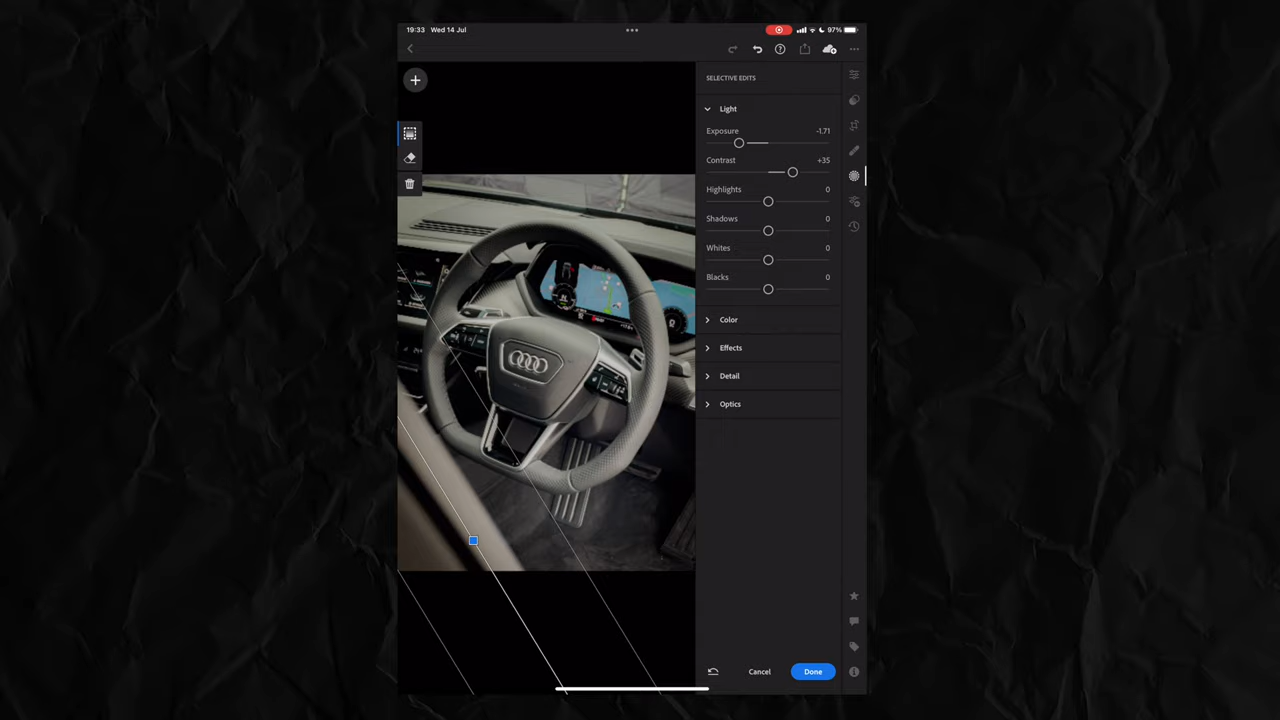 19:33 Wed 14 Jul
97%
SELECTIVE EDITS
Light
Exposure -1.71
Contrast +35
Highlights 0
Shadows 0
Whites 0
Blacks 0
Color
Effects
Detail
Optics
Cancel
Done